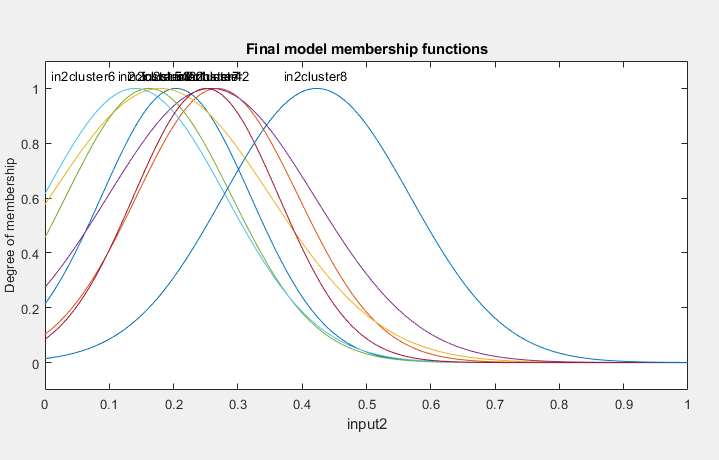 Final model membership functions
in2cluster6 in2cluster8
1
0.8
0.6
0.4
0.2
0
Degree of membership
0 0.1 0.2 0.3 0.4 0.5 0.6 0.7 0.8 0.9 1
input2